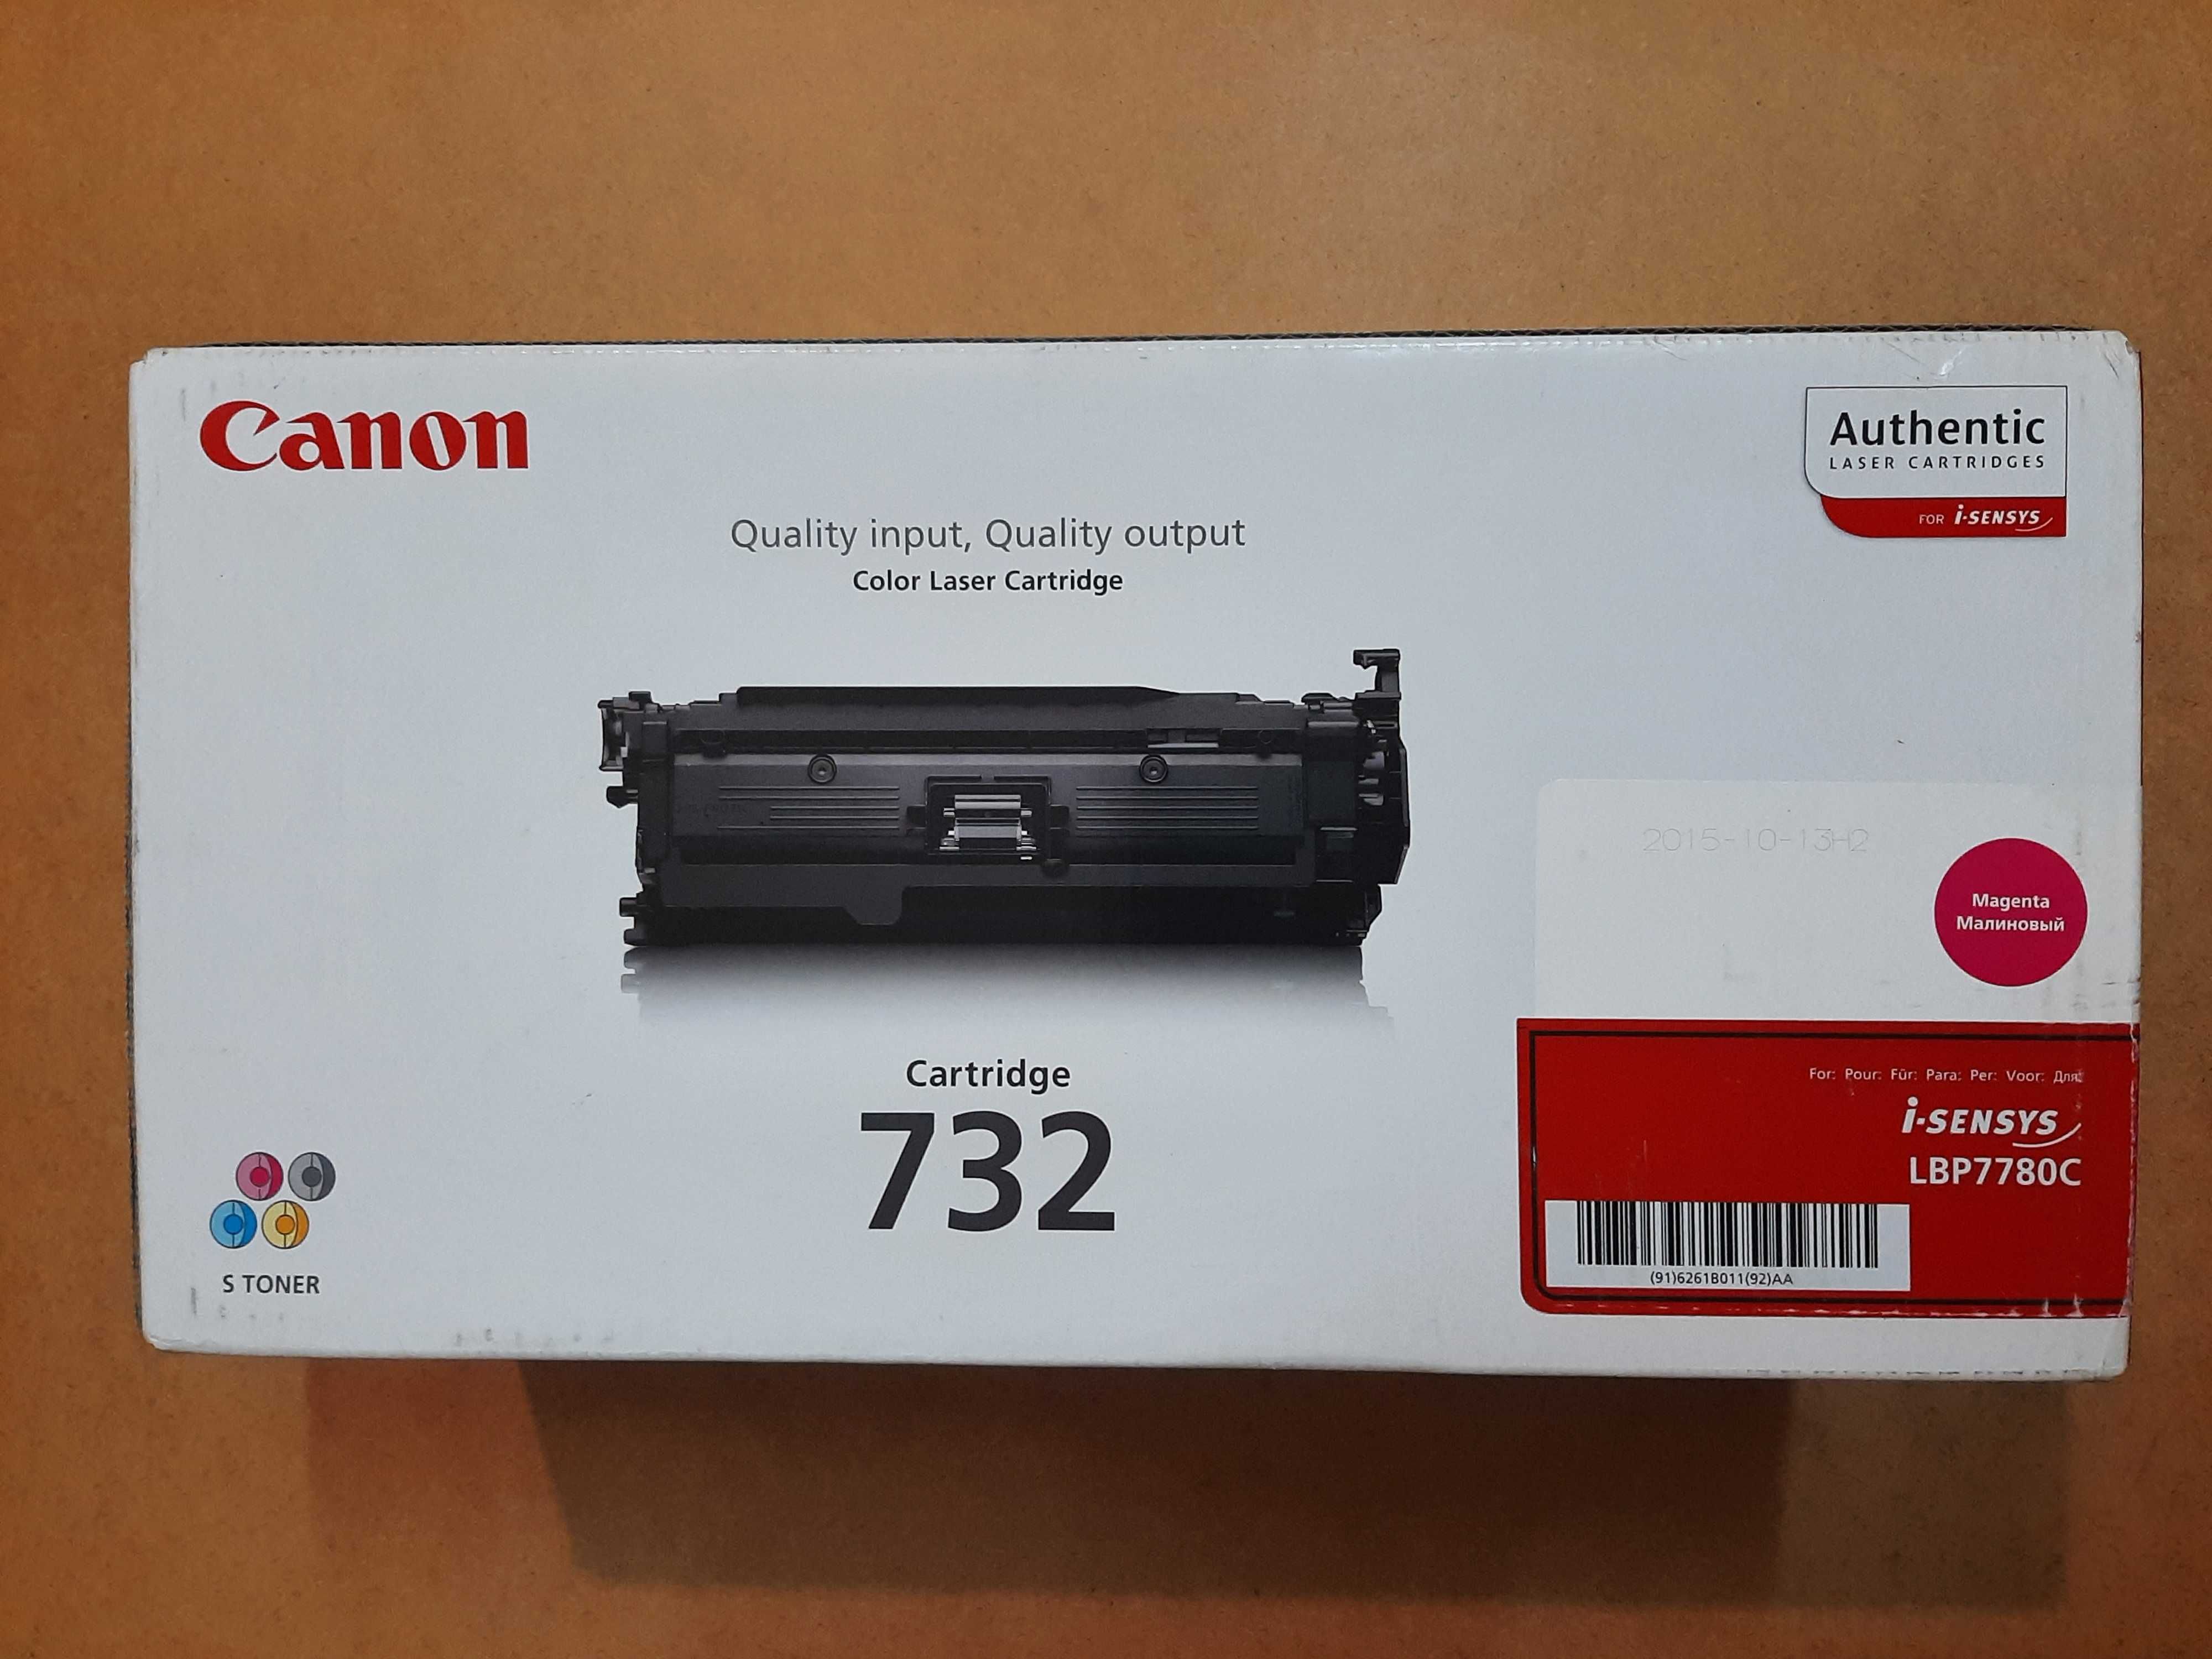 Canon
Authentic
LASER CARTRIDGES
FOR i-SENSYS
Quality input, Quality output
Color Laser Cartridge
2015-10-13H2
Magenta
Малиновый
Cartridge
732
For: Pour: Für: Para: Per: Voor: Для:
i-SENSYS
LBP7780C
(91)6261B011(92)AA
S TONER